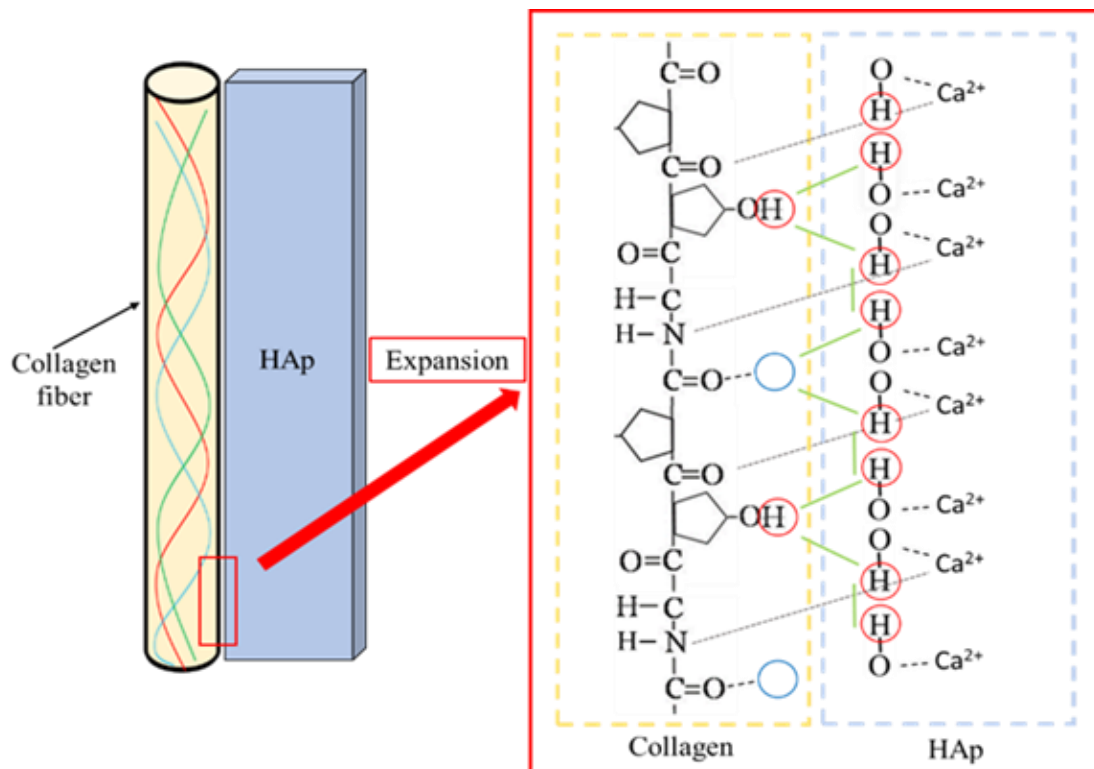 Collagen
fiber
HAp
Expansion
C=O
C=O
OH
O=C
H–C
H–N
C=O
C=O
OH
O=C
H–C
H–N
C=O
O
H
Ca²⁺
H
O
Ca²⁺
O
H
Ca²⁺
H
O
Ca²⁺
O
H
Ca²⁺
H
O
Ca²⁺
O
H
Ca²⁺
H
O
Ca²⁺
Collagen
HAp